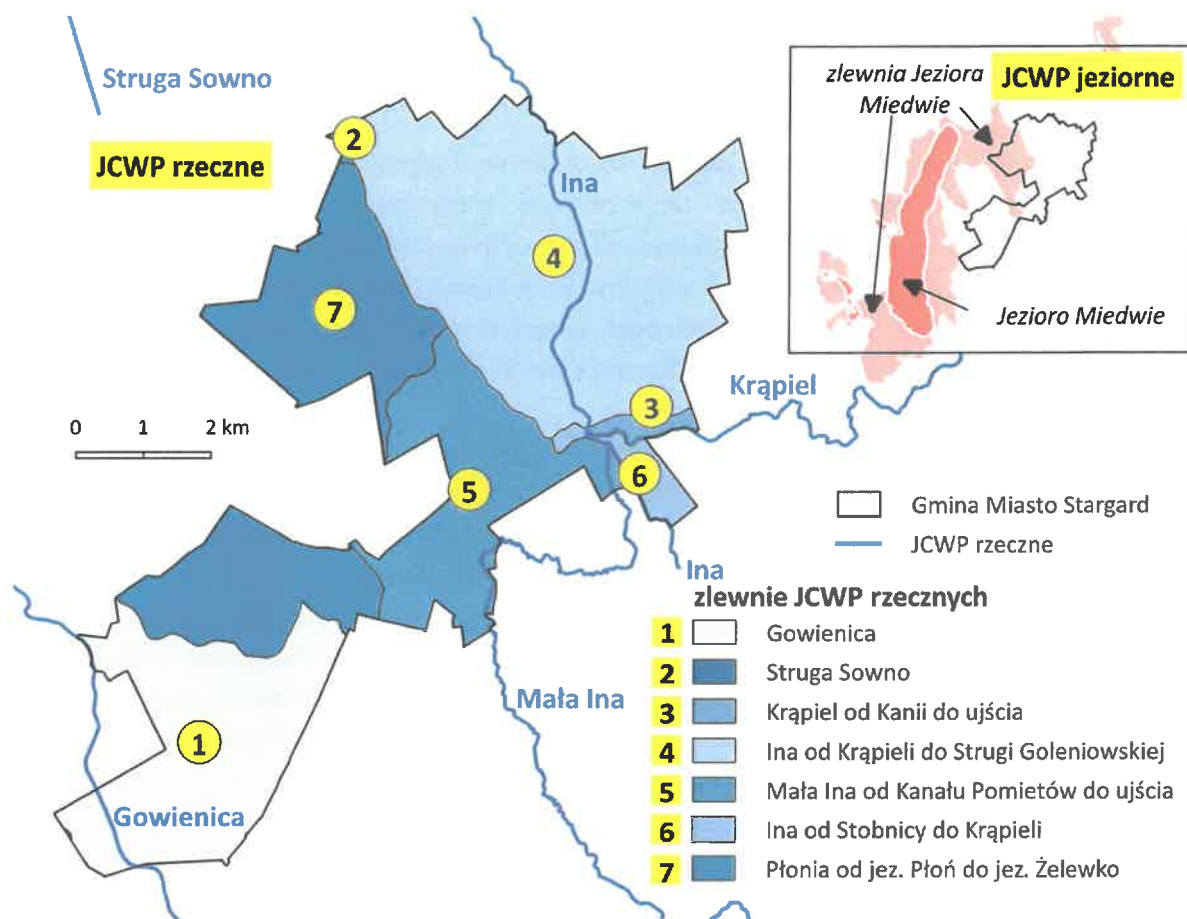 Struga Sowno
JCWP rzeczne
2
Ina
4
7
zlewnia Jeziora
Miedwie
JCWP jeziorne
Jezioro Miedwie
Krąpiel
3
0 1 2 km
6
5
Gmina Miasto Stargard
JCWP rzeczne
Ina
zlewnie JCWP rzecznych
1 Gowienica
2 Struga Sowno
3 Krąpiel od Kanii do ujścia
4 Ina od Krąpieli do Strugi Goleniowskiej
5 Mała Ina od Kanału Pomietów do ujścia
6 Ina od Stobnicy do Krąpieli
7 Płonia od jez. Płoń do jez. Żelewko
Mała Ina
1
Gowienica